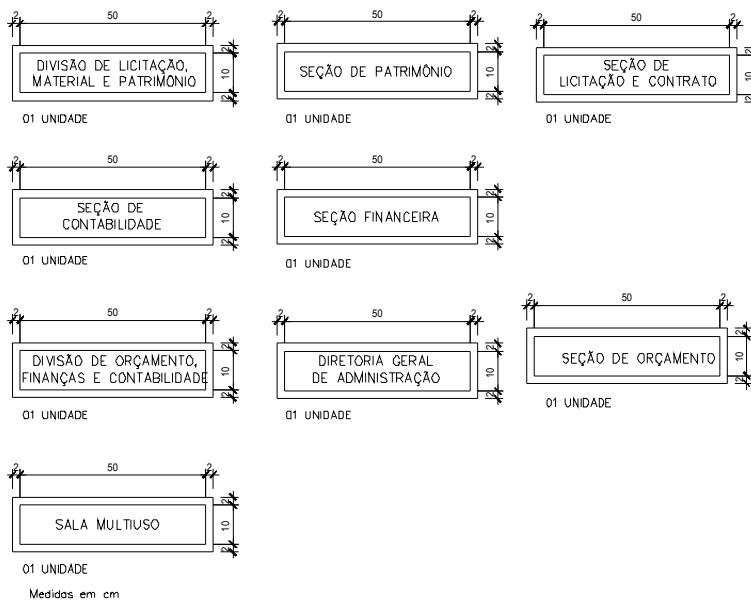 2 50 2
DIVISÃO DE LICITAÇÃO,
MATERIAL E PATRIMÔNIO
2
10
2
01 UNIDADE
2 50 2
SEÇÃO DE PATRIMÔNIO
2
10
2
01 UNIDADE
2 50 2
SEÇÃO DE
LICITAÇÃO E CONTRATO
2
10
2
01 UNIDADE
2 50 2
SEÇÃO DE
CONTABILIDADE
2
10
2
01 UNIDADE
2 50 2
SEÇÃO FINANCEIRA
2
10
2
01 UNIDADE
2 50 2
DIVISÃO DE ORÇAMENTO,
FINANÇAS E CONTABILIDADE
2
10
2
01 UNIDADE
2 50 2
DIRETORIA GERAL
DE ADMINISTRAÇÃO
2
10
2
01 UNIDADE
2 50 2
SEÇÃO DE ORÇAMENTO
2
10
2
01 UNIDADE
2 50 2
SALA MULTIUSO
2
10
2
01 UNIDADE
Medidas em cm